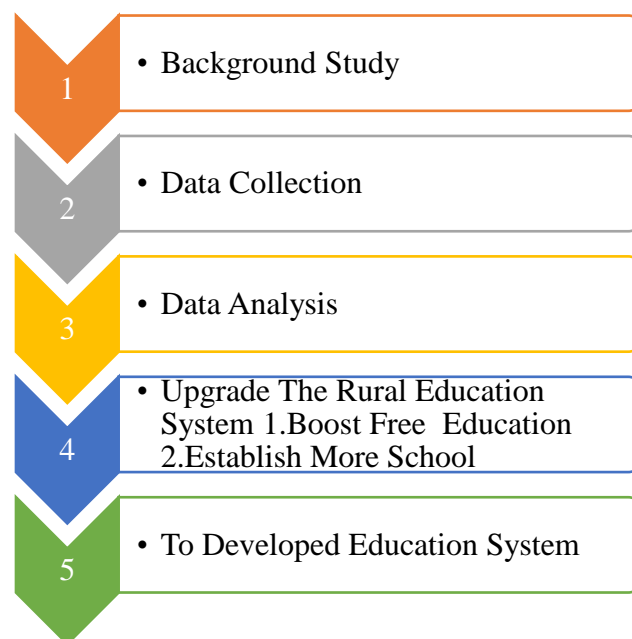 1
• Background Study
2
• Data Collection
3
• Data Analysis
4
• Upgrade The Rural Education
System 1.Boost Free Education
2.Establish More School
5
• To Developed Education System